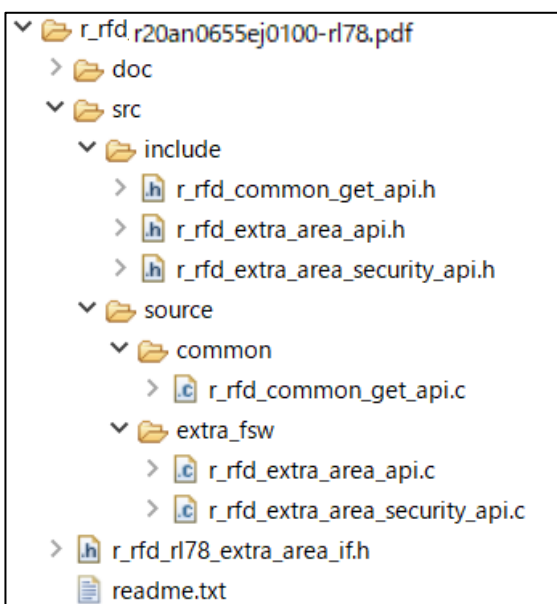 r_rfd r20an0655ej0100-rl78.pdf
doc
src
include
r_rfd_common_get_api.h
r_rfd_extra_area_api.h
r_rfd_extra_area_security_api.h
source
common
r_rfd_common_get_api.c
extra_fsw
r_rfd_extra_area_api.c
r_rfd_extra_area_security_api.c
r_rfd_rl78_extra_area_if.h
readme.txt